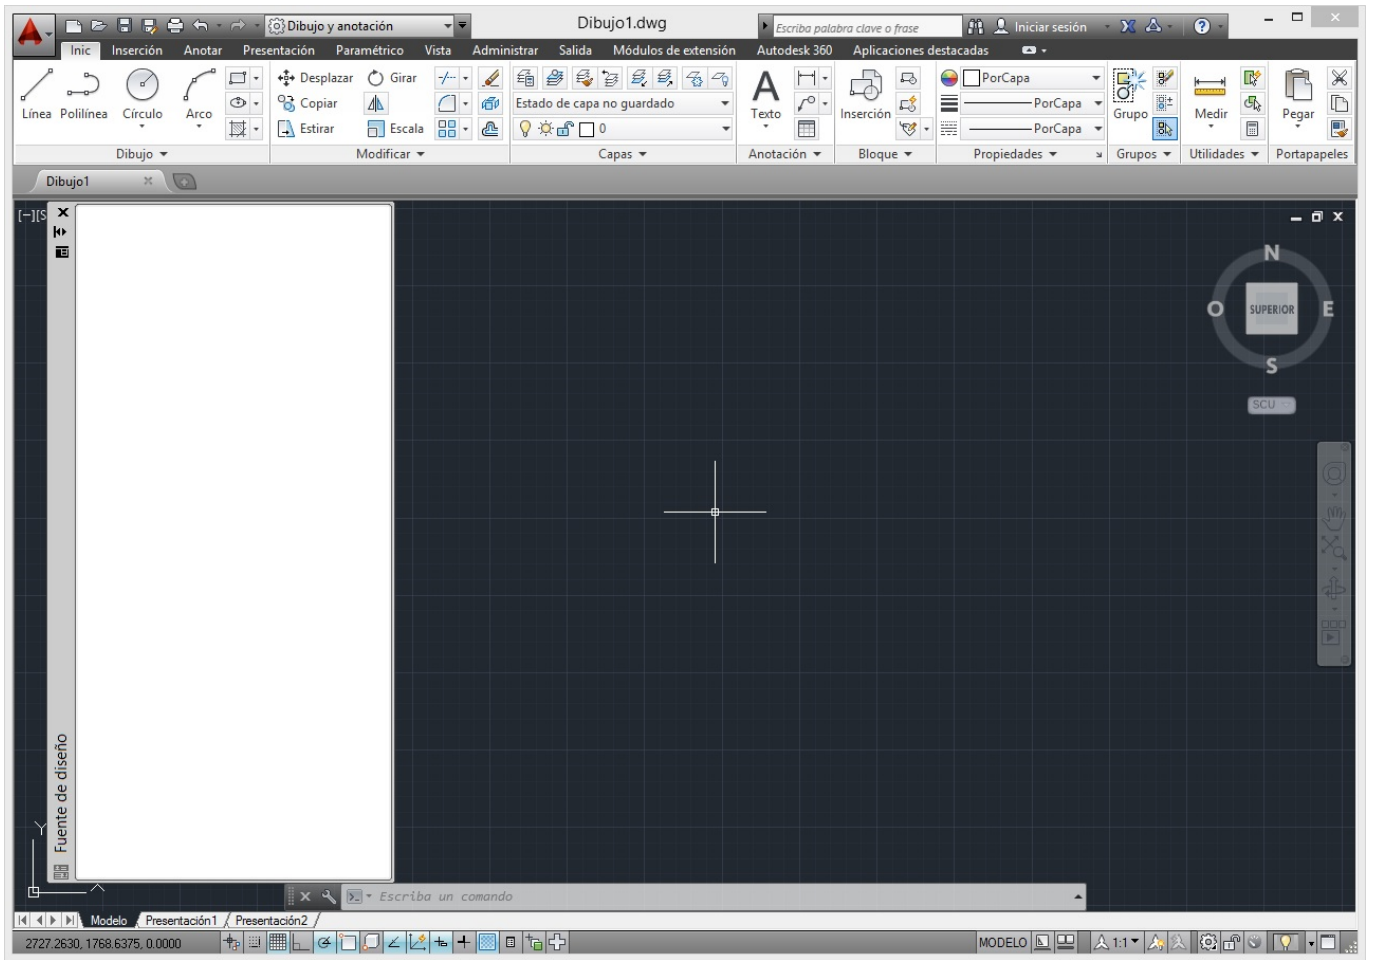 Dibujo y anotación
Dibujo1.dwg
Escriba palabra clave o frase
Iniciar sesión
Inic Inserción Anotar Presentación Paramétrico Vista Administrar Salida Módulos de extensión Autodesk 360 Aplicaciones destacadas
Desplazar Girar PorCapa
Línea Polilínea Círculo Arco Copiar Estado de capa no guardado Texto Inserción PorCapa Grupo Medir Pegar
Estirar Escala 0 PorCapa
Dibujo Modificar Capas Anotación Bloque Propiedades Grupos Utilidades Portapapeles
Dibujo1
[−][S
N
O SUPERIOR E
S
SCU
Fuente de diseño
Y
Escriba un comando
Modelo Presentación1 Presentación2
2727.2630, 1768.6375, 0.0000 MODELO 1:1